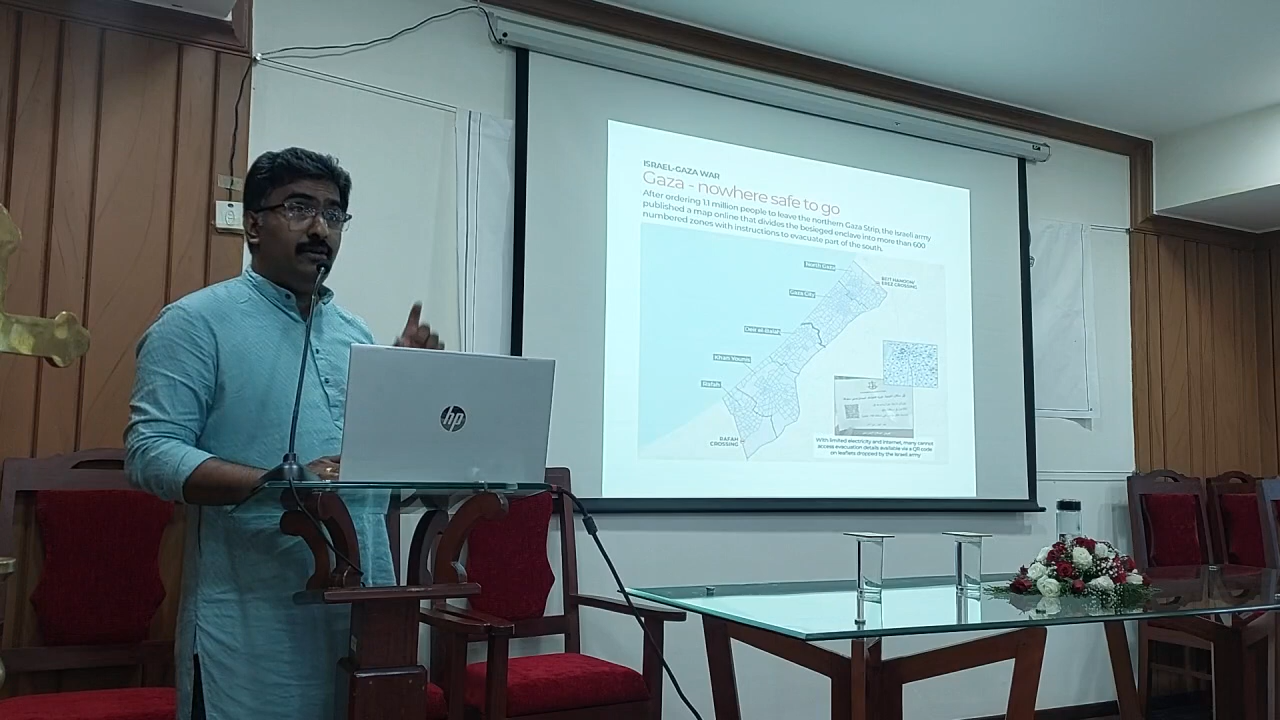 ISRAEL-GAZA WAR
Gaza - nowhere safe to go
After ordering 1.1 million people to leave the northern Gaza Strip, the Israeli army
published a map online that divides the besieged enclave into more than 600
numbered zones with instructions to evacuate part of the south.
North Gaza
BEIT HANOON/
EREZ CROSSING
Gaza City
Deir el-Balah
Khan Younis
Rafah
RAFAH
CROSSING
With limited electricity and internet, many cannot
access evacuation details available via a QR code
on leaflets dropped by the Israeli army
hp